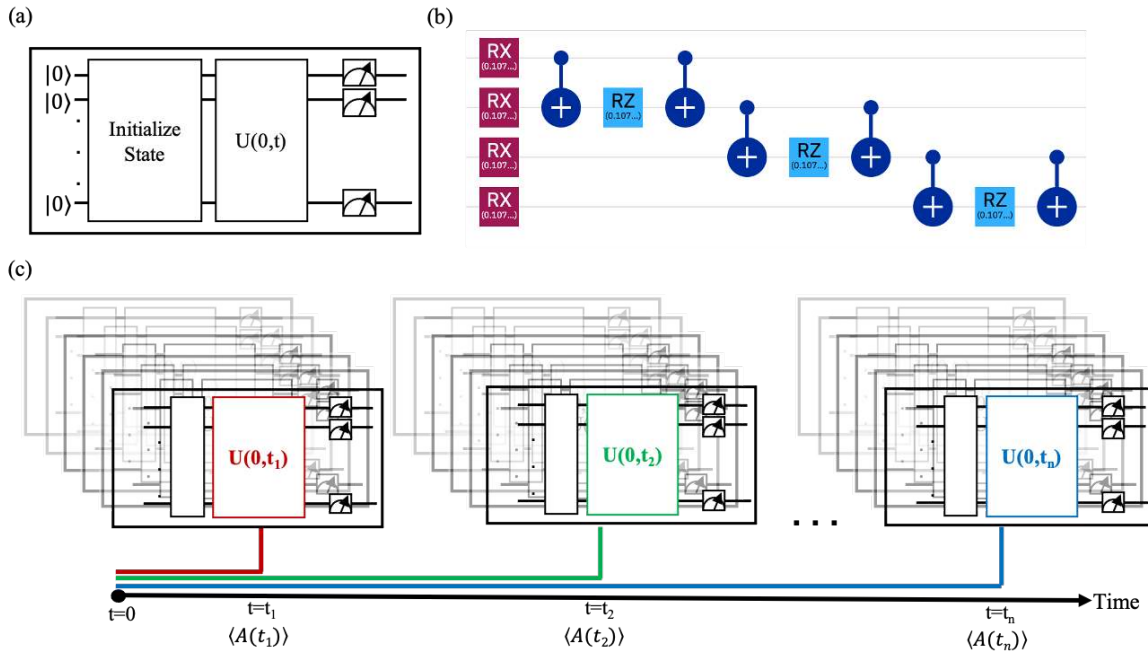 (a)
|0⟩
|0⟩
.
.
.
|0⟩
Initialize
State
U(0,t)
(b)
RX
(0.107...)
RX
(0.107...)
RX
(0.107...)
RX
(0.107...)
RZ
(0.107...)
RZ
(0.107...)
RZ
(0.107...)
(c)
U(0,t₁)
U(0,t₂)
. . .
U(0,tₙ)
t=0
t=t₁
t=t₂
t=tₙ
Time
⟨A(t₁)⟩
⟨A(t₂)⟩
⟨A(tₙ)⟩